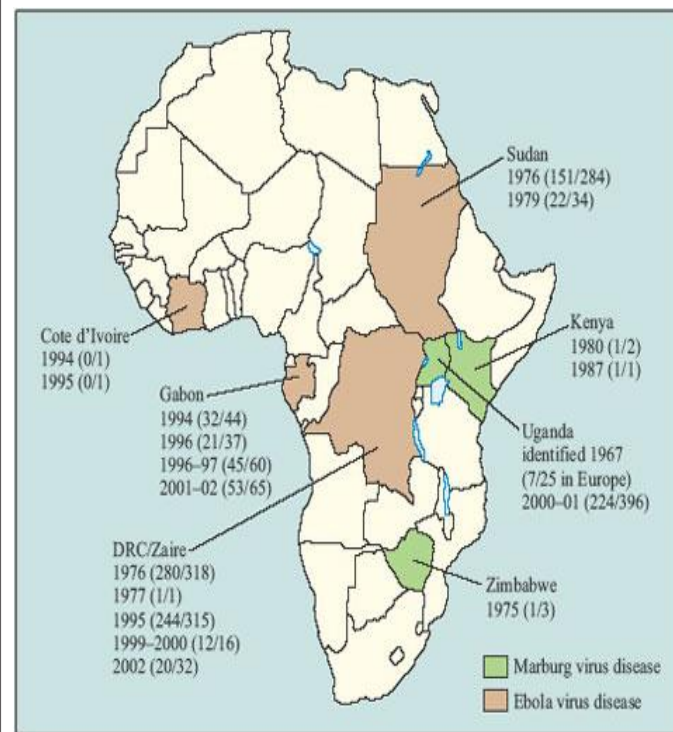 Sudan
1976 (151/284)
1979 (22/34)
Cote d'Ivoire
1994 (0/1)
1995 (0/1)
Gabon
1994 (32/44)
1996 (21/37)
1996–97 (45/60)
2001–02 (53/65)
Kenya
1980 (1/2)
1987 (1/1)
Uganda
identified 1967
(7/25 in Europe)
2000–01 (224/396)
DRC/Zaire
1976 (280/318)
1977 (1/1)
1995 (244/315)
1999–2000 (12/16)
2002 (20/32)
Zimbabwe
1975 (1/3)
Marburg virus disease
Ebola virus disease